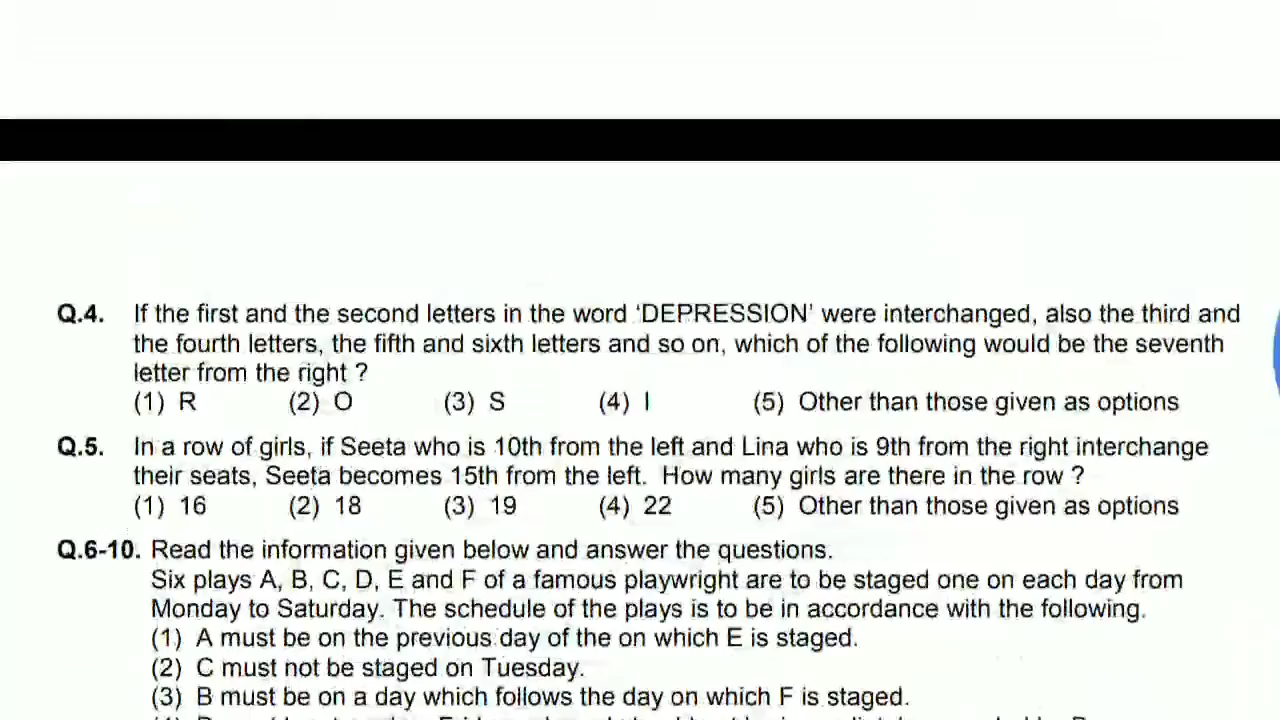 Q.4. If the first and the second letters in the word ‘DEPRESSION’ were interchanged, also the third and
the fourth letters, the fifth and sixth letters and so on, which of the following would be the seventh
letter from the right ?
(1) R (2) O (3) S (4) I (5) Other than those given as options
Q.5. In a row of girls, if Seeta who is 10th from the left and Lina who is 9th from the right interchange
their seats, Seeta becomes 15th from the left. How many girls are there in the row ?
(1) 16 (2) 18 (3) 19 (4) 22 (5) Other than those given as options
Q.6-10. Read the information given below and answer the questions.
Six plays A, B, C, D, E and F of a famous playwright are to be staged one on each day from
Monday to Saturday. The schedule of the plays is to be in accordance with the following.
(1) A must be on the previous day of the on which E is staged.
(2) C must not be staged on Tuesday.
(3) B must be on a day which follows the day on which F is staged.